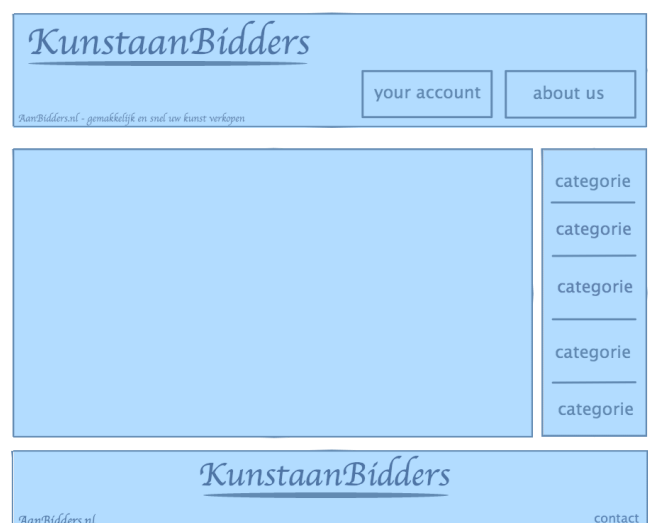 KunstaanBidders
your account
about us
AanBidders.nl - gemakkelijk en snel uw kunst verkopen
categorie
categorie
categorie
categorie
categorie
KunstaanBidders
AanBidders.nl
contact